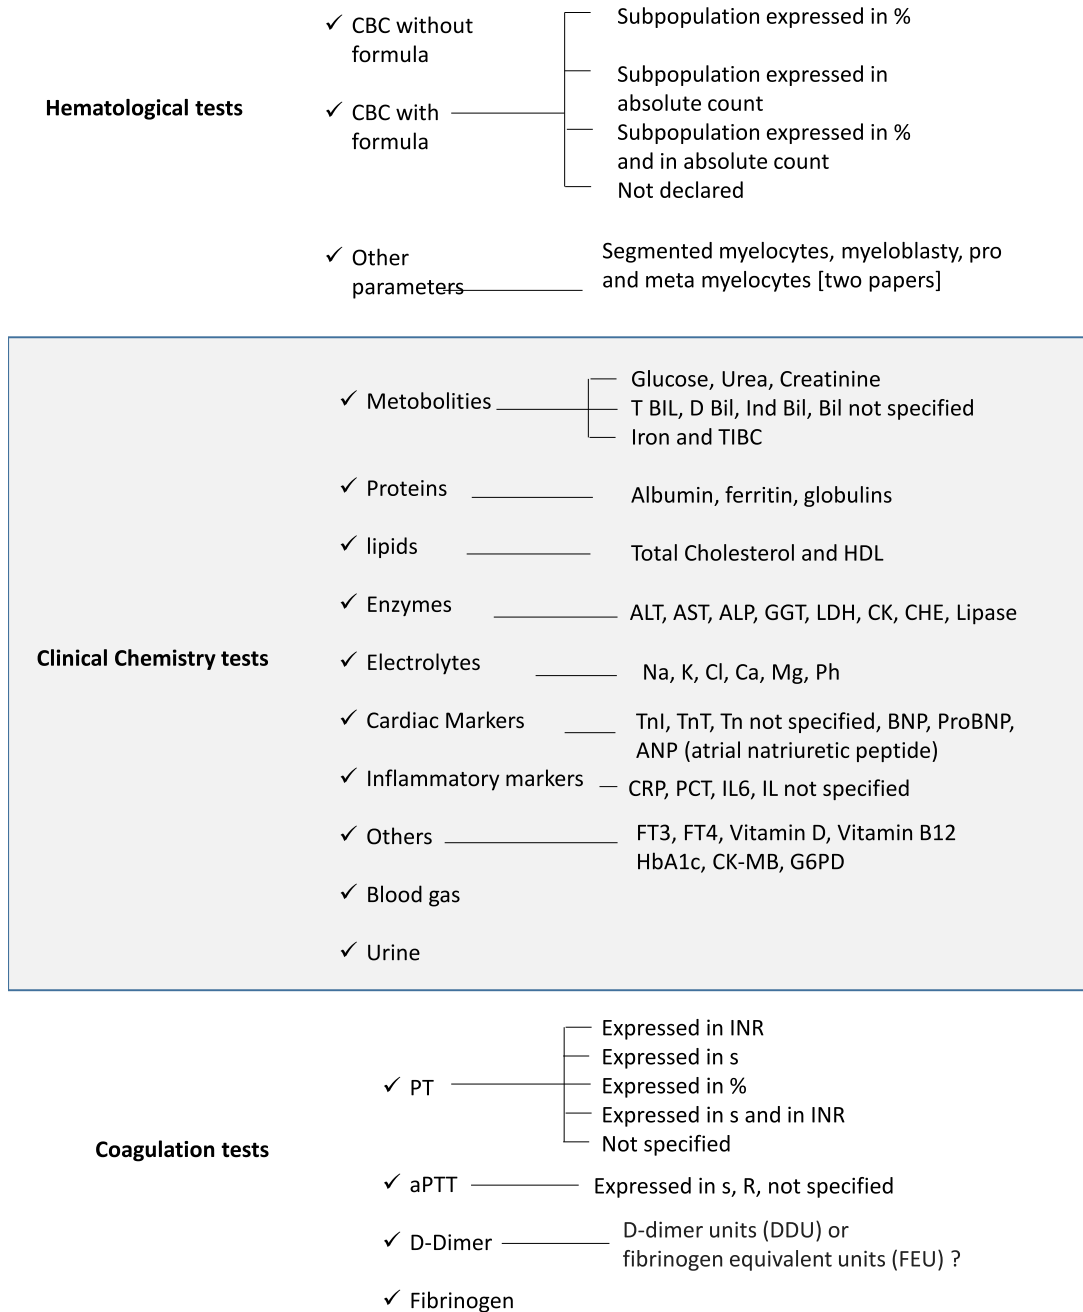 Hematological tests
✓ CBC without
formula
✓ CBC with
formula
Subpopulation expressed in %
Subpopulation expressed in
absolute count
Subpopulation expressed in %
and in absolute count
Not declared
✓ Other
parameters
Segmented myelocytes, myeloblasty, pro
and meta myelocytes [two papers]
Clinical Chemistry tests
✓ Metobolities
Glucose, Urea, Creatinine
T BIL, D Bil, Ind Bil, Bil not specified
Iron and TIBC
✓ Proteins
Albumin, ferritin, globulins
✓ lipids
Total Cholesterol and HDL
✓ Enzymes
ALT, AST, ALP, GGT, LDH, CK, CHE, Lipase
✓ Electrolytes
Na, K, Cl, Ca, Mg, Ph
✓ Cardiac Markers
TnI, TnT, Tn not specified, BNP, ProBNP,
ANP (atrial natriuretic peptide)
✓ Inflammatory markers
CRP, PCT, IL6, IL not specified
✓ Others
FT3, FT4, Vitamin D, Vitamin B12
HbA1c, CK-MB, G6PD
✓ Blood gas
✓ Urine
Coagulation tests
✓ PT
Expressed in INR
Expressed in s
Expressed in %
Expressed in s and in INR
Not specified
✓ aPTT
Expressed in s, R, not specified
✓ D-Dimer
D-dimer units (DDU) or
fibrinogen equivalent units (FEU) ?
✓ Fibrinogen